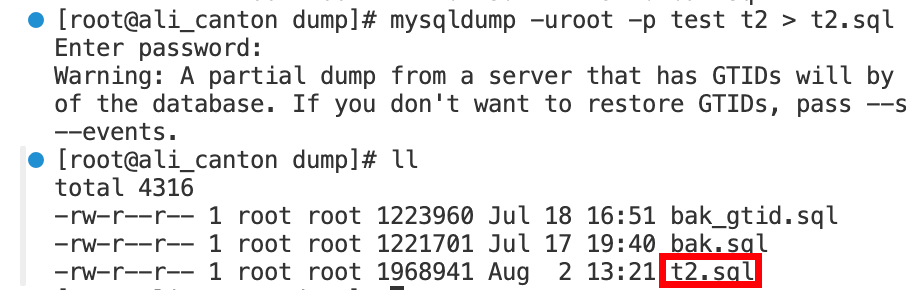 [root@ali_canton dump]# mysqldump -uroot -p test t2 > t2.sql
Enter password:
Warning: A partial dump from a server that has GTIDs will by
of the database. If you don't want to restore GTIDs, pass --s
--events.
[root@ali_canton dump]# ll
total 4316
-rw-r--r-- 1 root root 1223960 Jul 18 16:51 bak_gtid.sql
-rw-r--r-- 1 root root 1221701 Jul 17 19:40 bak.sql
-rw-r--r-- 1 root root 1968941 Aug  2 13:21 t2.sql